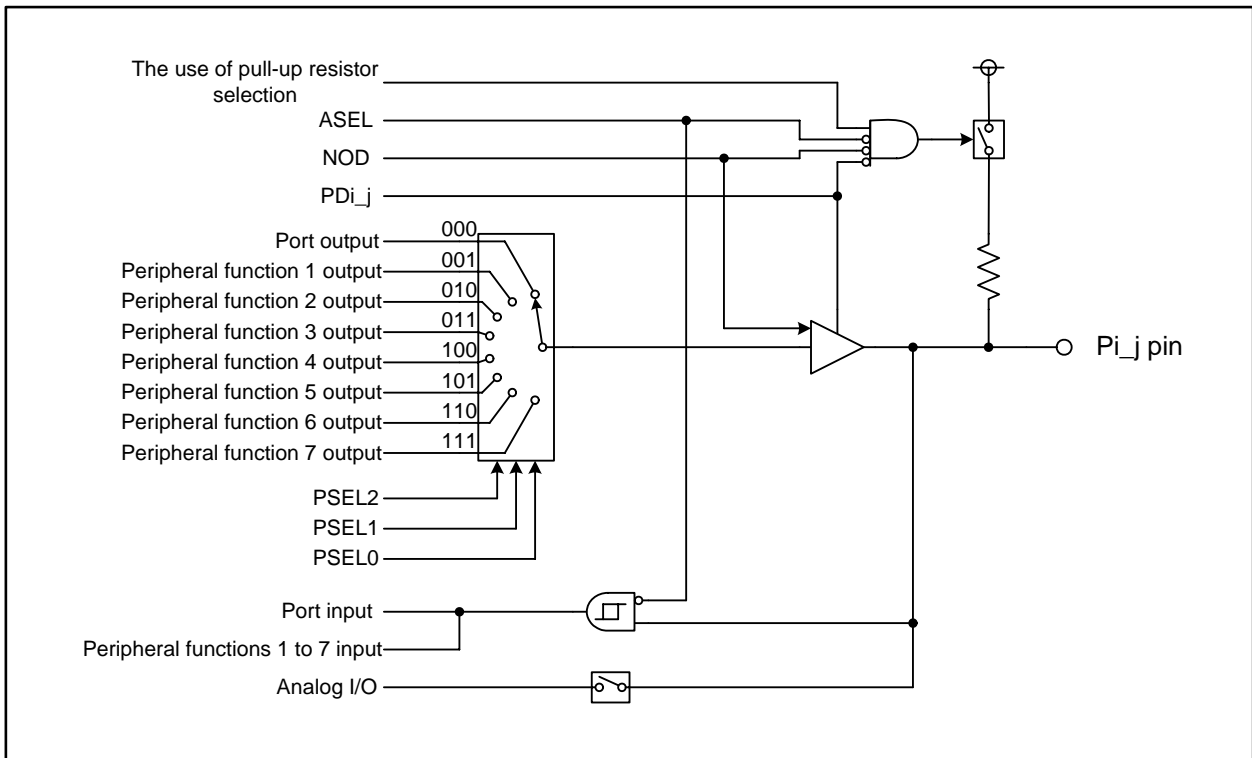 The use of pull-up resistor
selection
ASEL
NOD
PDi_j
Port output
000
Peripheral function 1 output
001
Peripheral function 2 output
010
Peripheral function 3 output
011
Peripheral function 4 output
100
Peripheral function 5 output
101
Peripheral function 6 output
110
Peripheral function 7 output
111
PSEL2
PSEL1
PSEL0
Pi_j pin
Port input
Peripheral functions 1 to 7 input
Analog I/O